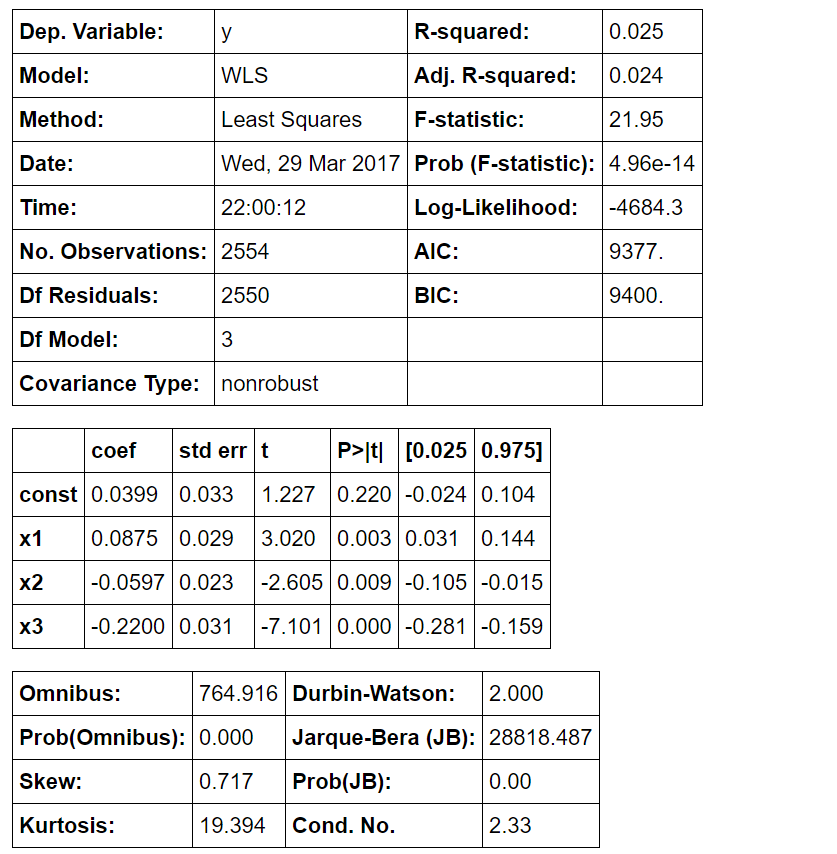 Dep. Variable: y R-squared: 0.025
Model: WLS Adj. R-squared: 0.024
Method: Least Squares F-statistic: 21.95
Date: Wed, 29 Mar 2017 Prob (F-statistic): 4.96e-14
Time: 22:00:12 Log-Likelihood: -4684.3
No. Observations: 2554 AIC: 9377.
Df Residuals: 2550 BIC: 9400.
Df Model: 3
Covariance Type: nonrobust
coef std err t P>|t| [0.025 0.975]
const 0.0399 0.033 1.227 0.220 -0.024 0.104
x1 0.0875 0.029 3.020 0.003 0.031 0.144
x2 -0.0597 0.023 -2.605 0.009 -0.105 -0.015
x3 -0.2200 0.031 -7.101 0.000 -0.281 -0.159
Omnibus: 764.916 Durbin-Watson: 2.000
Prob(Omnibus): 0.000 Jarque-Bera (JB): 28818.487
Skew: 0.717 Prob(JB): 0.00
Kurtosis: 19.394 Cond. No. 2.33